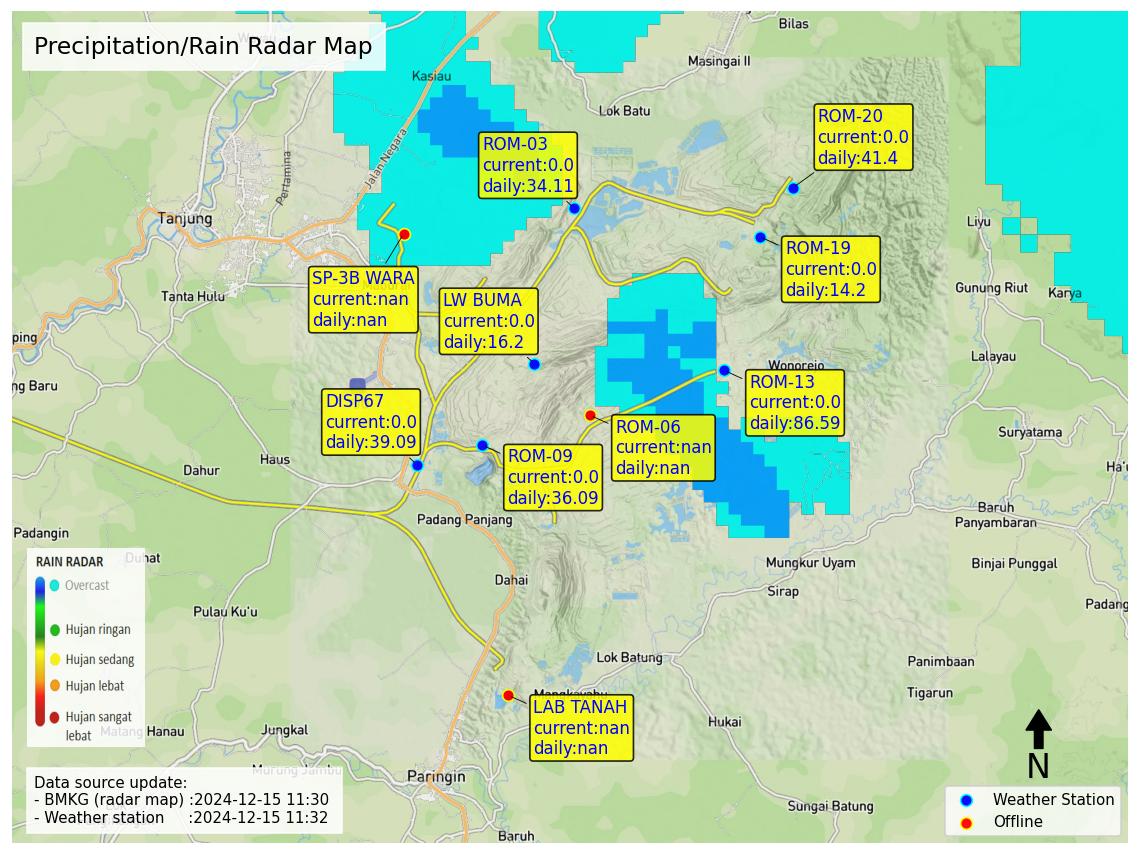 Precipitation/Rain Radar Map
Bilas
Masingai II
Kasiau
Lok Batu
ROM-20
current:0.0
daily:41.4
ROM-03
current:0.0
daily:34.11
Jalan Negara
Pertamina
Tanjung
Liyu
ROM-19
current:0.0
daily:14.2
SP-3B WARA
current:nan
daily:nan
Tanta Hulu
LW BUMA
current:0.0
daily:16.2
Gunung Riut
Karya
ping
Lalayau
Wonorejo
ng Baru
ROM-13
current:0.0
daily:86.59
DISP67
current:0.0
daily:39.09
ROM-06
current:nan
daily:nan
Suryatama
Haus
Dahur
ROM-09
current:0.0
daily:36.09
Ha'u
Baruh
Panyambaran
Padang Panjang
Padangin
Duhat
Mungkur Uyam
Binjai Punggal
Dahai
Sirap
Padang
Pulau Ku'u
RAIN RADAR
Overcast
Hujan ringan
Hujan sedang
Hujan lebat
Hujan sangat
lebat
Lok Batung
Panimbaan
Tigarun
LAB TANAH
current:nan
daily:nan
Hukai
Matang Hanau
Jungkal
Murung Jambu
Paringin
Sungai Batung
Baruh
Data source update:
- BMKG (radar map) :2024-12-15 11:30
- Weather station :2024-12-15 11:32
N
Weather Station
Offline